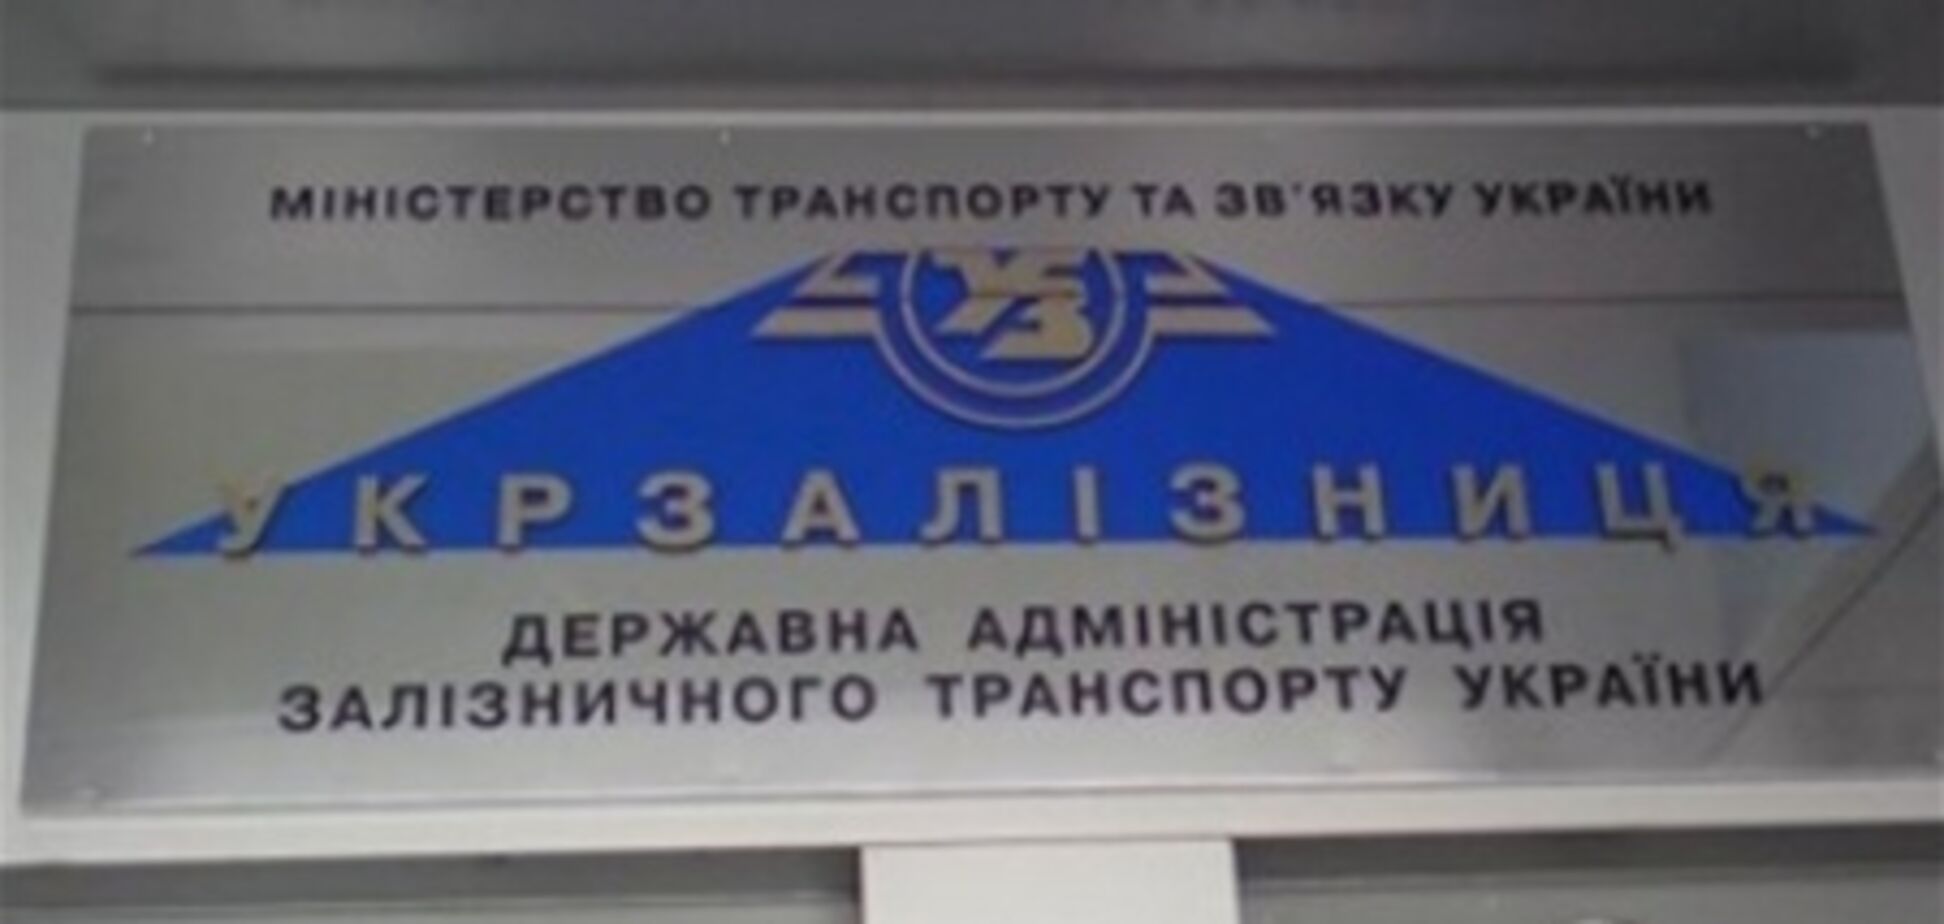 МІНІСТЕРСТВО ТРАНСПОРТУ ТА ЗВ'ЯЗКУ УКРАЇНИ
УЗ
УКРЗАЛІЗНИЦЯ
ДЕРЖАВНА АДМІНІСТРАЦІЯ
ЗАЛІЗНИЧНОГО ТРАНСПОРТУ УКРАЇНИ